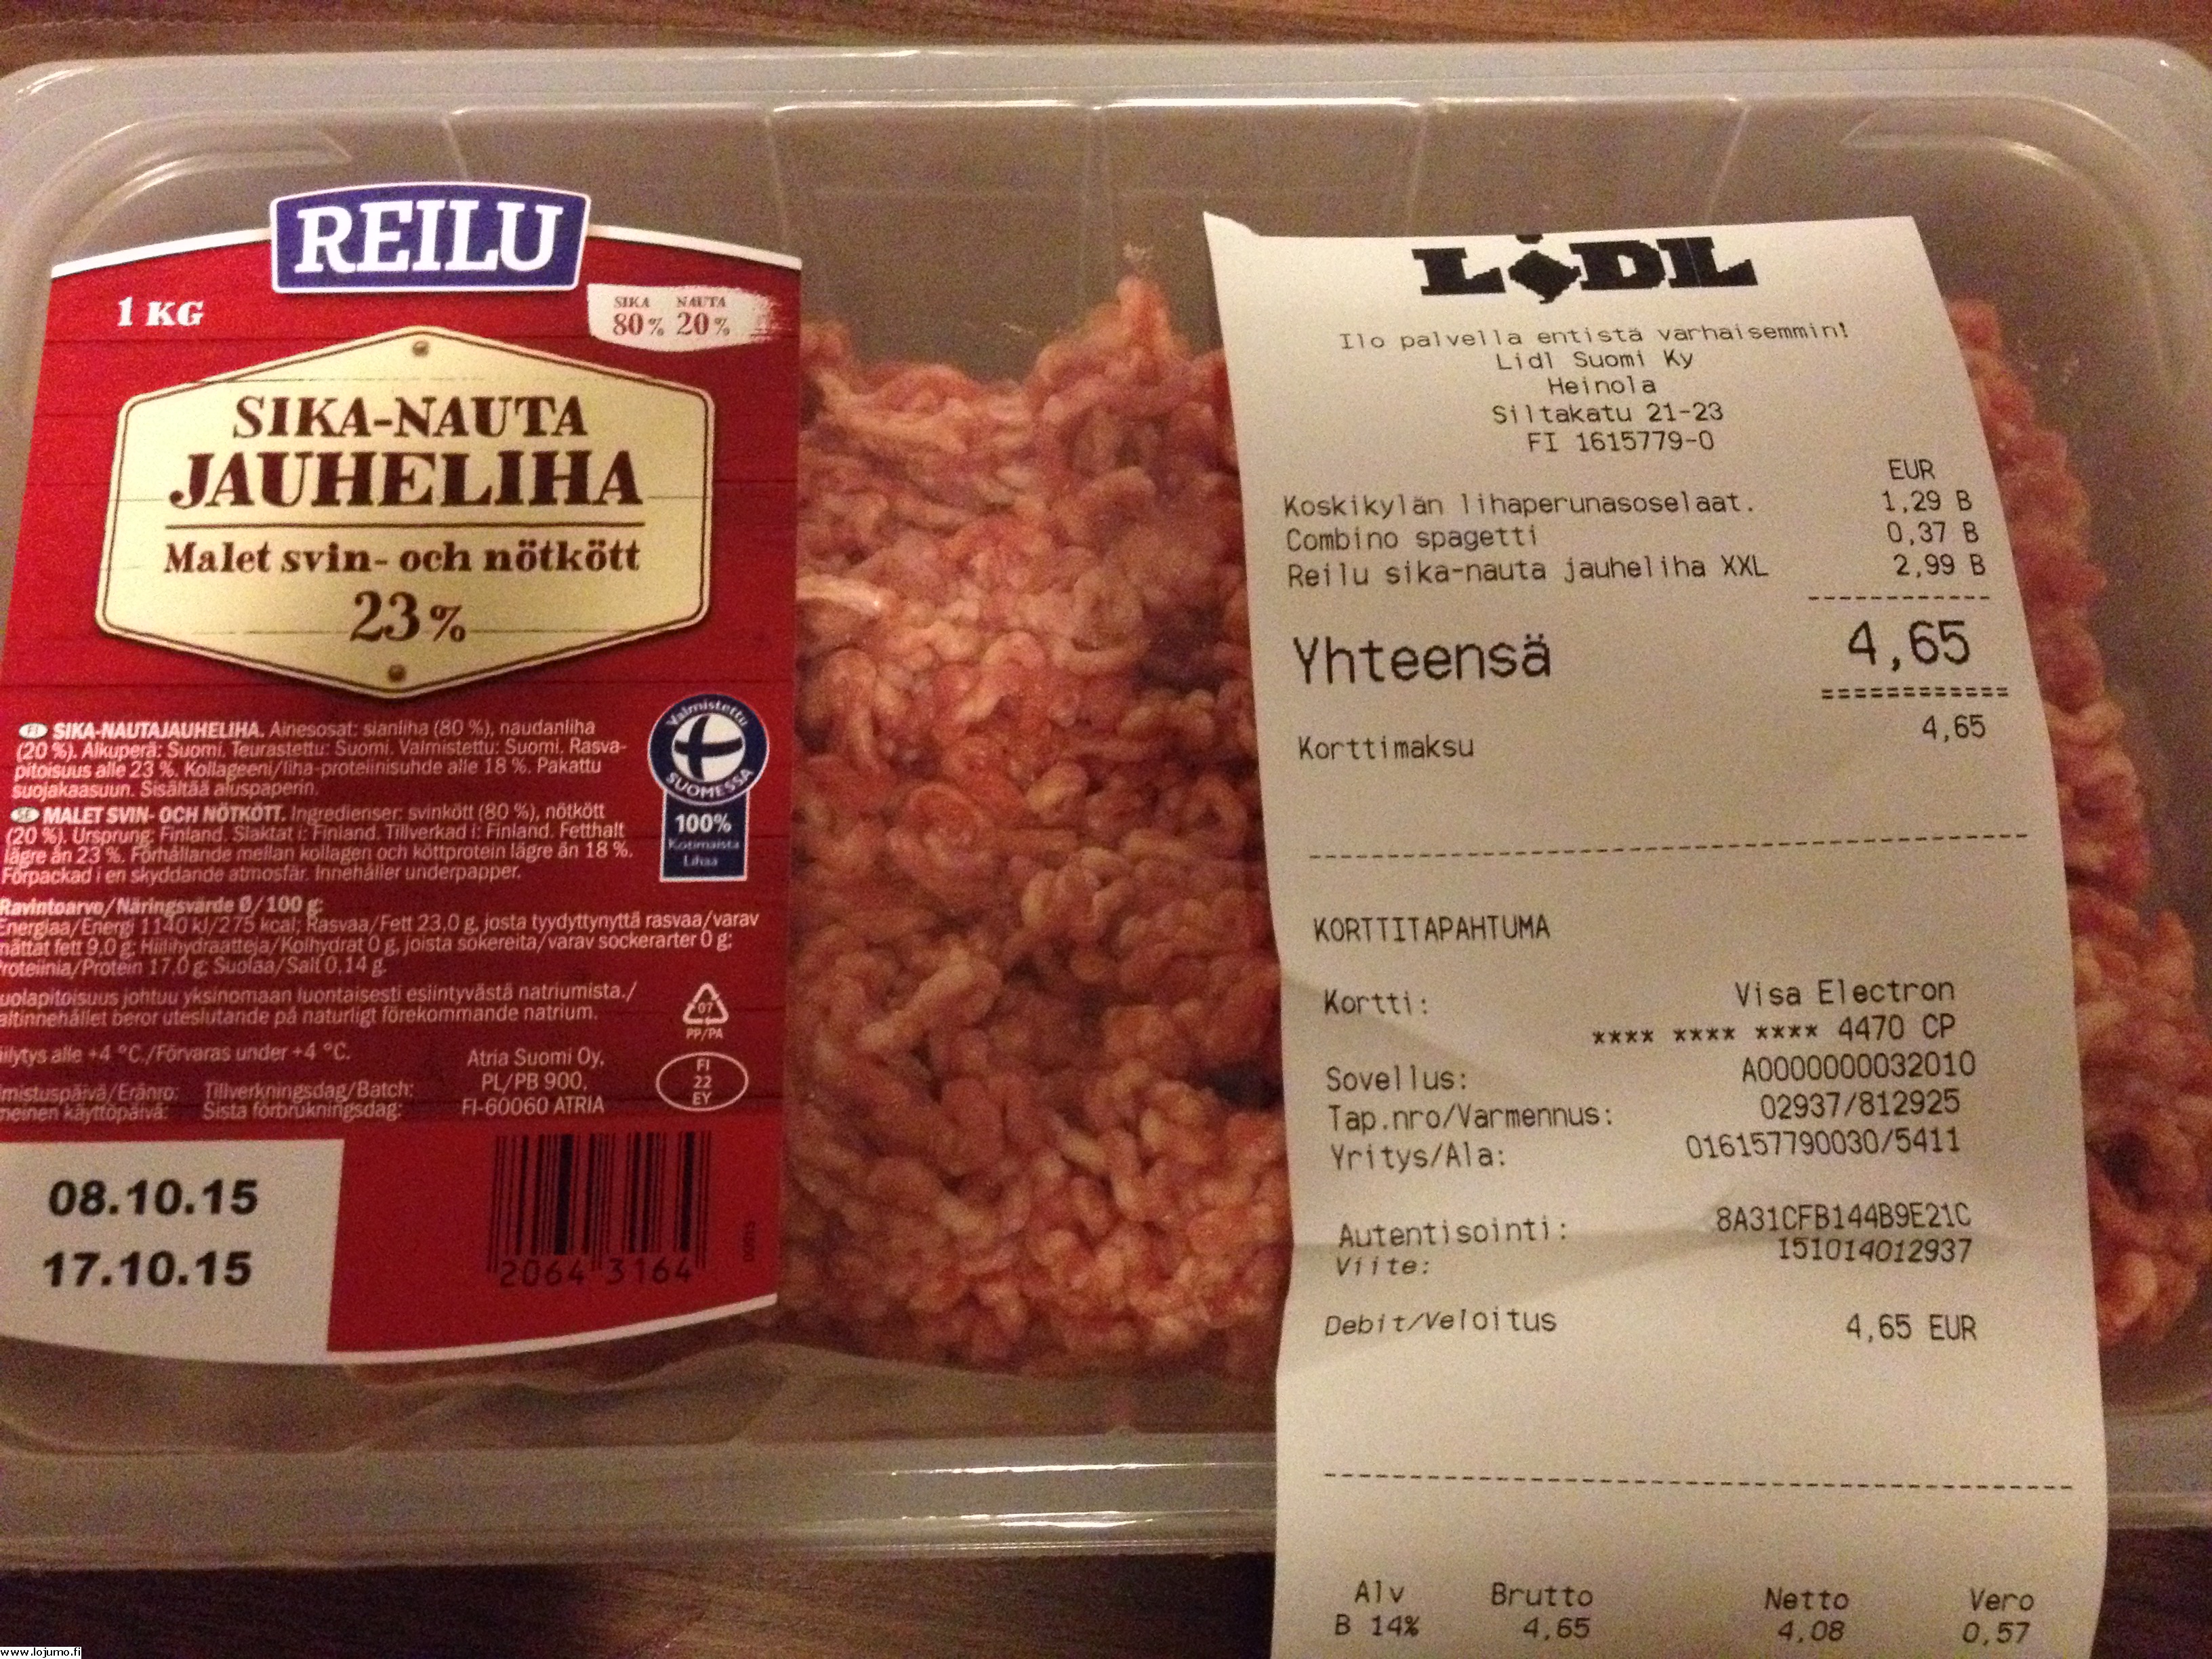 REILU
1 KG
SIKA NAUTA
80% 20%
SIKA-NAUTA
JAUHELIHA
Malet svin- och nötkött
23%
FI SIKA-NAUTAJAUHELIHA. Ainesosat: sianliha (80 %), naudanliha
(20 %). Alkuperä: Suomi. Teurastettu: Suomi. Valmistettu: Suomi. Rasva-
pitoisuus alle 23 %. Kollageeni/liha-proteiinisuhde alle 18 %. Pakattu
suojakaasuun. Sisältää aluspaperin.
SE MALET SVIN- OCH NÖTKÖTT. Ingredienser: svinkött (80 %), nötkött
(20 %). Ursprung: Finland. Slaktat i: Finland. Tillverkad i: Finland. Fetthalt
lägre än 23 %. Förhållande mellan kollagen och köttprotein lägre än 18 %.
Förpackad i en skyddande atmosfär. Innehåller underpapper.
Valmistettu
SUOMESSA
100%
Kotimaista
Lihaa
Ravintoarvo/Näringsvärde Ø/100 g:
Energiaa/Energi 1140 kJ/275 kcal; Rasvaa/Fett 23,0 g, josta tyydyttynyttä rasvaa/varav
mättat fett 9,0 g; Hiilihydraatteja/Kolhydrat 0 g, joista sokereita/varav sockerarter 0 g;
Proteiinia/Protein 17,0 g; Suolaa/Salt 0,14 g.
uolapitoisuus johtuu yksinomaan luontaisesti esiintyvästä natriumista./
altinnehållet beror uteslutande på naturligt förekommande natrium.
ilytys alle +4 °C./Förvaras under +4 °C.
07
PP/PA
Atria Suomi Oy,
PL/PB 900,
FI-60060 ATRIA
FI
22
EY
mistuspäivä/Eränro: Tillverkningsdag/Batch:
meinen käyttöpäivä: Sista förbrukningsdag:
08.10.15
17.10.15
2064 3164
LIDL
Ilo palvella entistä varhaisemmin!
Lidl Suomi Ky
Heinola
Siltakatu 21-23
FI 1615779-0
EUR
Koskikylän lihaperunasoselaat. 1,29 B
Combino spagetti 0,37 B
Reilu sika-nauta jauheliha XXL 2,99 B
------------
Yhteensä 4,65
============
Korttimaksu 4,65
KORTTITAPAHTUMA
Kortti: Visa Electron
**** **** **** 4470 CP
Sovellus: A0000000032010
Tap.nro/Varmennus: 02937/812925
Yritys/Ala: 016157790030/5411
Autentisointi: 8A31CFB144B9E21C
Viite: 151014012937
Debit/Veloitus 4,65 EUR
Alv Brutto Netto Vero
B 14% 4,65 4,08 0,57
www.lojumo.fi